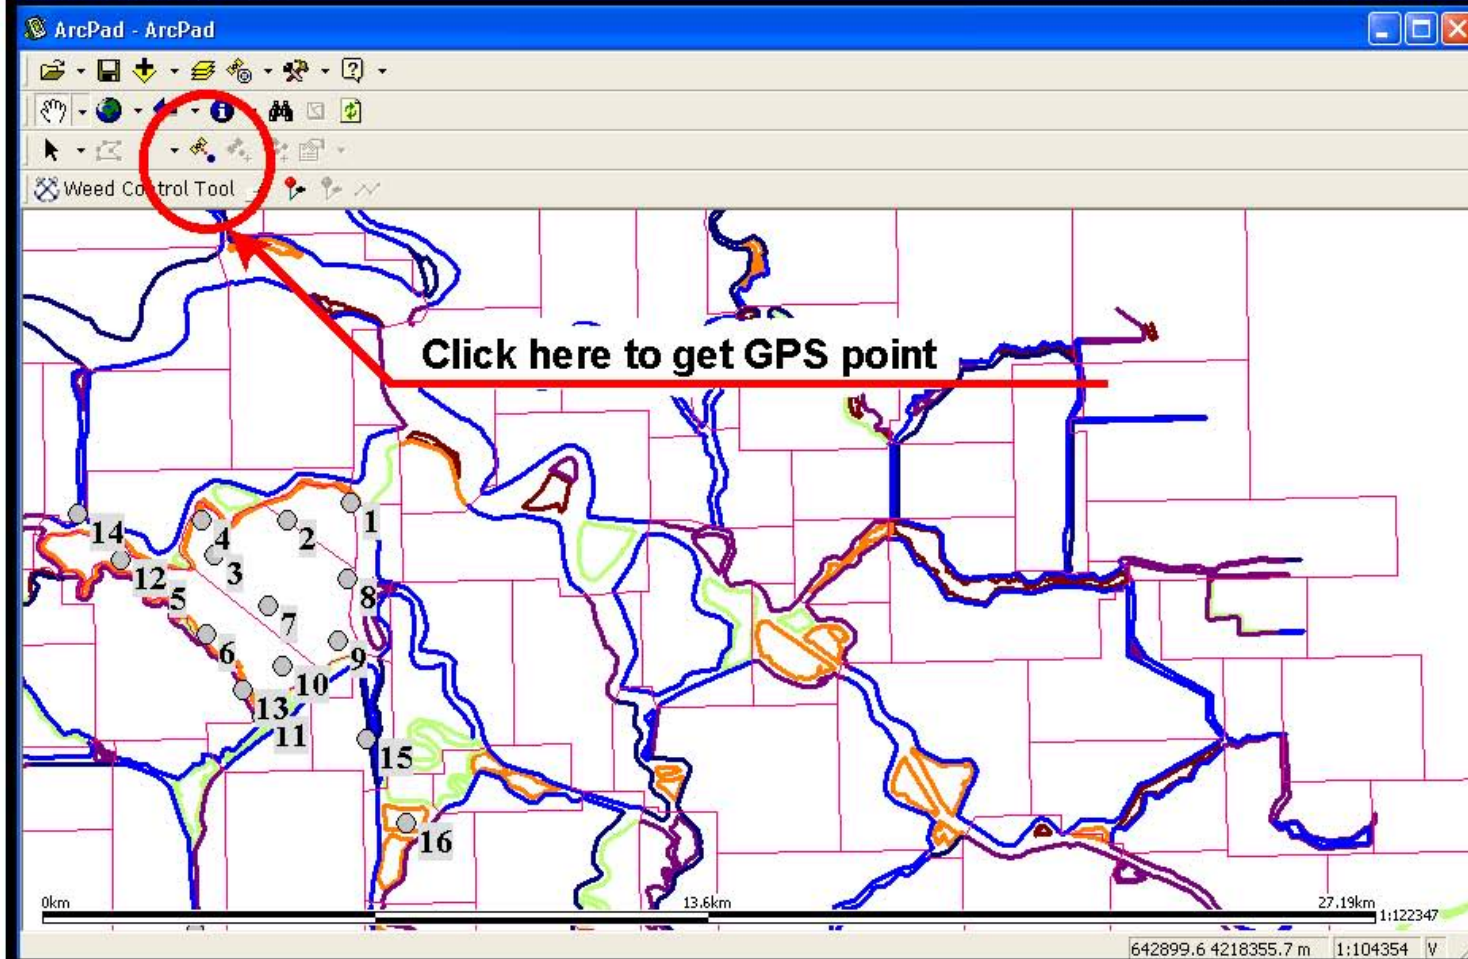 ArcPad - ArcPad
Weed Control Tool
Click here to get GPS point
1
2
4
14
3
12
8
5
7
6
9
10
13
11
15
16
0km
13.6km
27.19km
1:122347
642899.6 4218355.7 m
1:104354
V